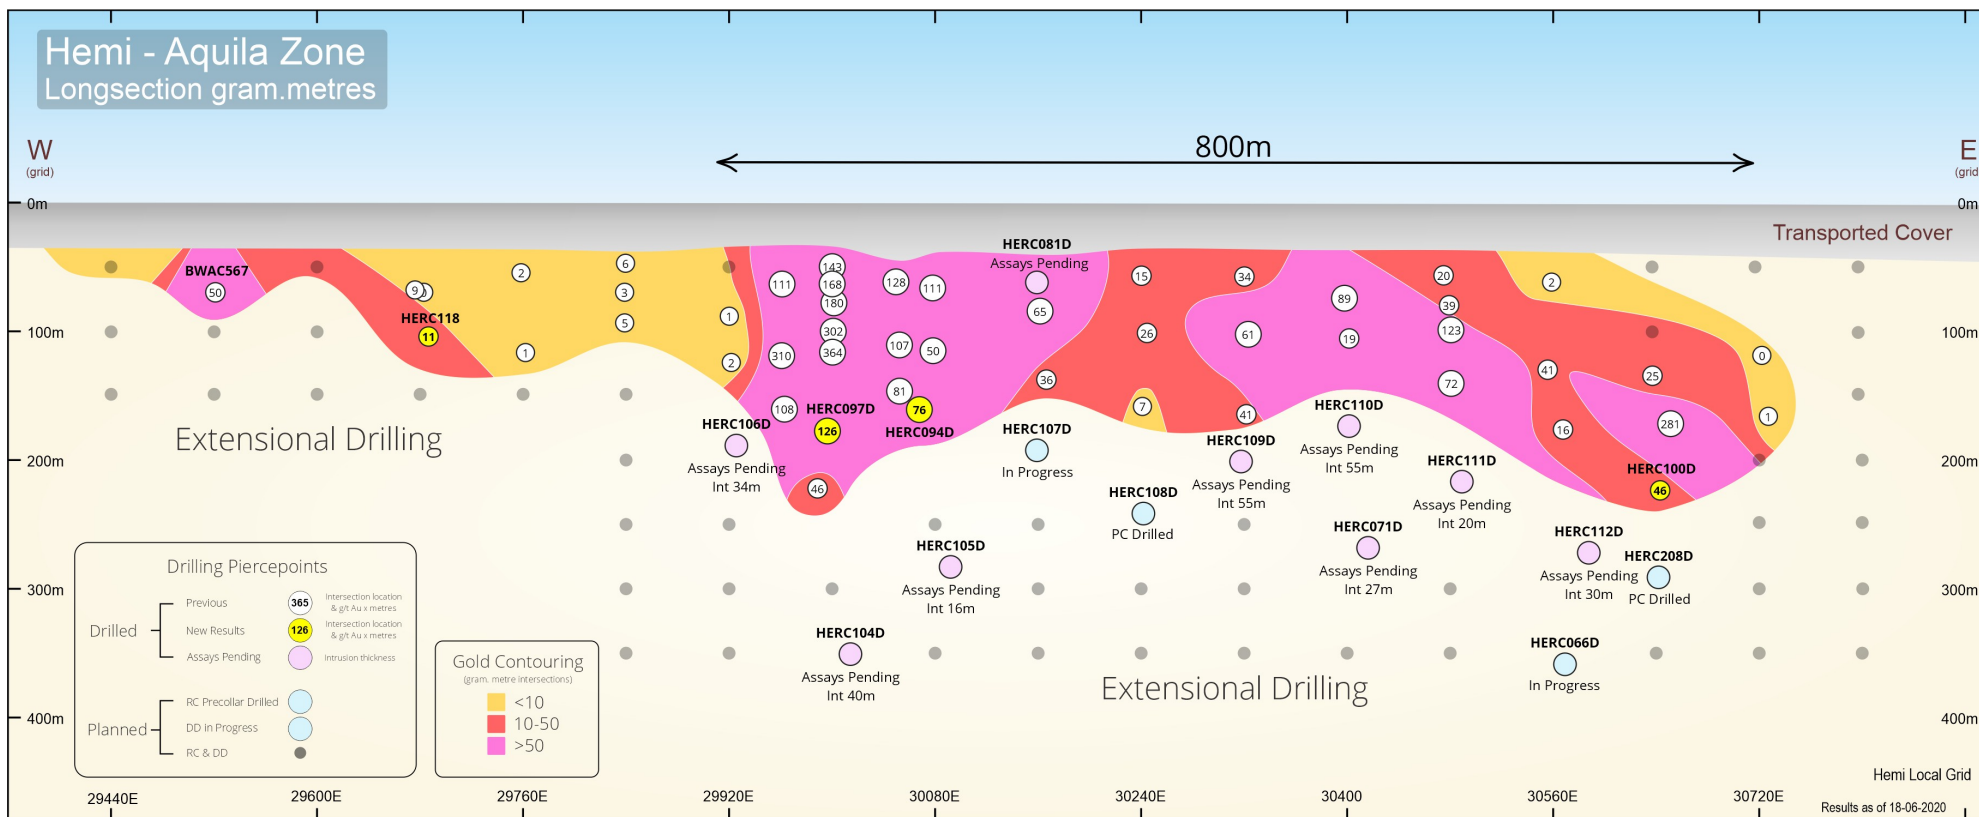 Hemi - Aquila Zone
Longsection gram.metres
W
(grid)
800m
E
(grid
0m
0m
Transported Cover
HERC081D
Assays Pending
BWAC567
50
9
2
6
3
5
1
HERC118
11
1
2
111
143
168
180
302
364
310
108
128
111
107
50
81
65
36
HERC097D
126
76
HERC094D
46
15
26
7
34
61
41
89
19
20
39
123
72
2
41
16
25
281
0
1
100m
100m
HERC106D
Assays Pending
Int 34m
HERC107D
In Progress
HERC108D
PC Drilled
HERC109D
Assays Pending
Int 55m
HERC110D
Assays Pending
Int 55m
HERC111D
Assays Pending
Int 20m
HERC100D
46
Extensional Drilling
200m
200m
HERC105D
Assays Pending
Int 16m
HERC071D
Assays Pending
Int 27m
HERC112D
Assays Pending
Int 30m
HERC208D
PC Drilled
300m
300m
HERC104D
Assays Pending
Int 40m
HERC066D
In Progress
Extensional Drilling
400m
400m
Drilling Piercepoints
Drilled
Previous
365
Intersection location
& g/t Au x metres
New Results
126
Intersection location
& g/t Au x metres
Assays Pending
Intrusion thickness
Planned
RC Precollar Drilled
DD in Progress
RC & DD
Gold Contouring
(gram. metre intersections)
<10
10-50
>50
Hemi Local Grid
29440E
29600E
29760E
29920E
30080E
30240E
30400
30560E
30720E
Results as of 18-06-2020